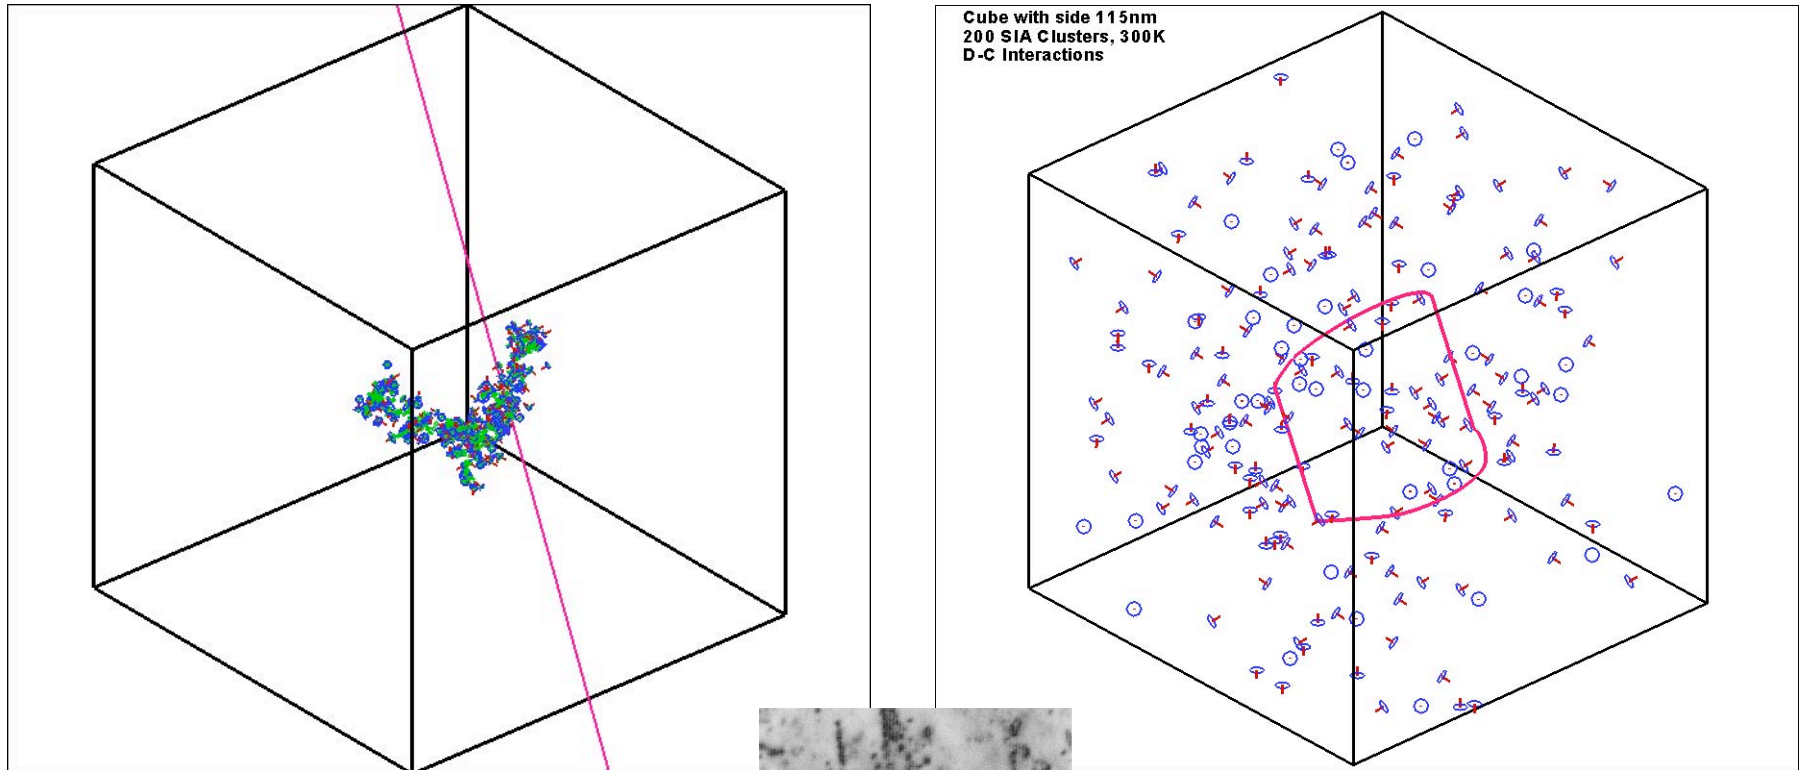 Cube with side 115nm
200 SIA Clusters, 300K
D-C Interactions